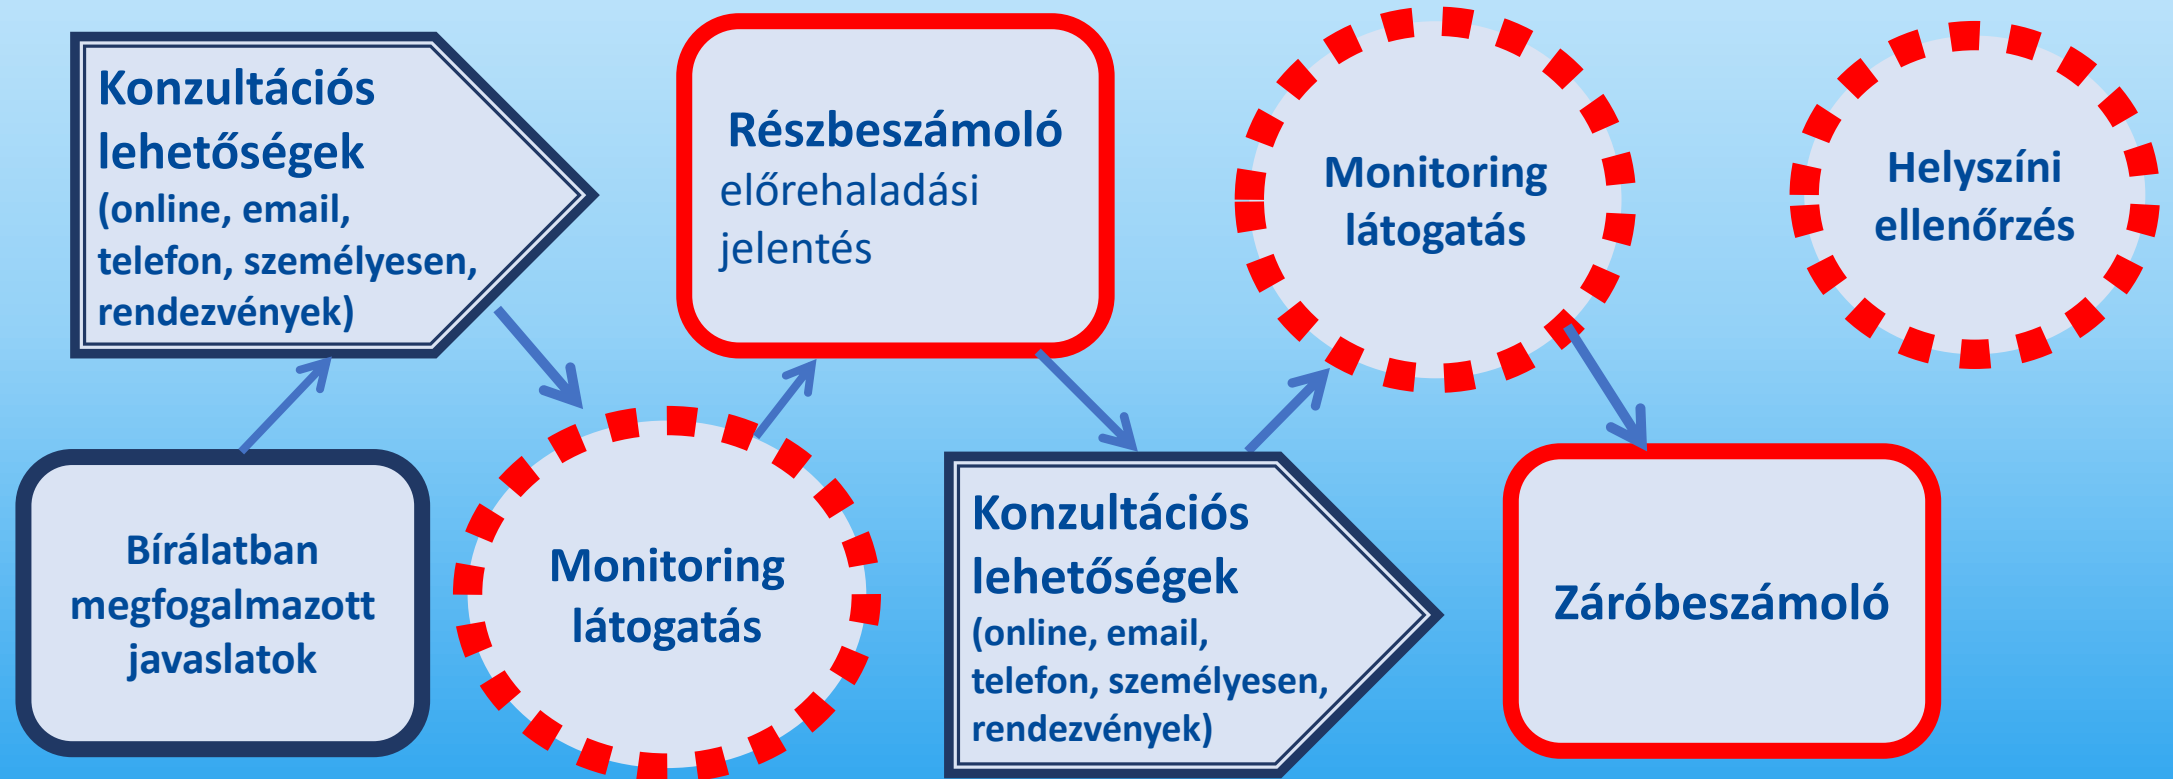 Konzultációs
lehetőségek
(online, email,
telefon, személyesen,
rendezvények)
Részbeszámoló
előrehaladási
jelentés
Monitoring
látogatás
Helyszíni
ellenőrzés
Bírálatban
megfogalmazott
javaslatok
Monitoring
látogatás
Konzultációs
lehetőségek
(online, email,
telefon, személyesen,
rendezvények)
Záróbeszámoló